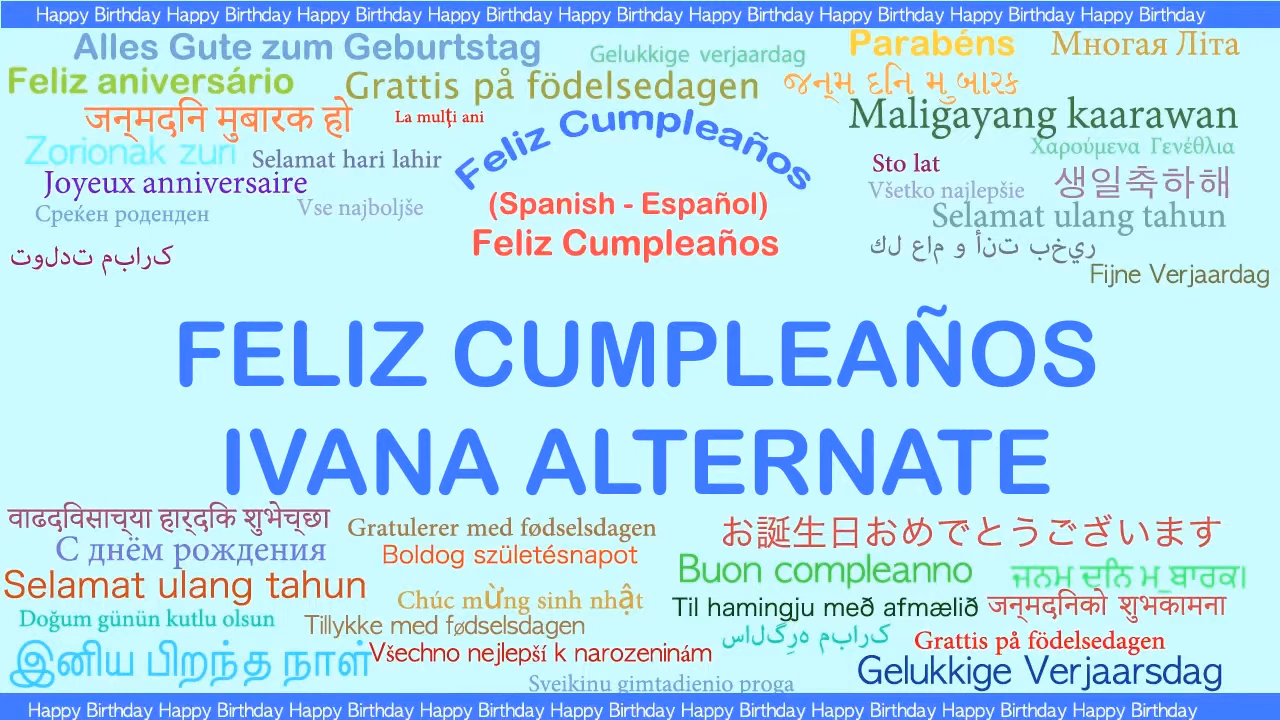 Happy Birthday Happy Birthday Happy Birthday Happy Birthday Happy Birthday Happy Birthday Happy Birthday Happy Birthday Happy Birthday
Alles Gute zum Geburtstag
Gelukkige verjaardag
Parabéns
Многая Літа
Feliz aniversário
Grattis på födelsedagen
જન્મ દિન મુબારક
जन्मदिन मुबारक हो
La mulţi ani
Feliz Cumpleaños
Maligayang kaarawan
Zorionak zuri
Selamat hari lahir
Χαρούμενα Γενέθλια
Sto lat
Joyeux anniversaire
(Spanish - Español)
Všetko najlepšie
생일축하해
Среќен роденден
Vse najboljše
Feliz Cumpleaños
Selamat ulang tahun
تولدت مبارک
كل عام و أنت بخير
Fijne Verjaardag
FELIZ CUMPLEAÑOS
IVANA ALTERNATE
वाढदिवसाच्या हार्दिक शुभेच्छा
Gratulerer med fødselsdagen
お誕生日おめでとうございます
С днём рождения
Boldog születésnapot
Buon compleanno
ਜਨਮ ਦਿਨ ਮੁਬਾਰਕ।
Selamat ulang tahun
Chúc mừng sinh nhật
Til hamingju með afmælið
जन्मदिनको शुभकामना
Doğum günün kutlu olsun
Tillykke med fødselsdagen
سالگرہ مبارک
Grattis på födelsedagen
இனிய பிறந்த நாள்
Všechno nejlepší k narozeninám
Gelukkige Verjaarsdag
Sveikinu gimtadienio proga
Happy Birthday Happy Birthday Happy Birthday Happy Birthday Happy Birthday Happy Birthday Happy Birthday Happy Birthday Happy Birthday